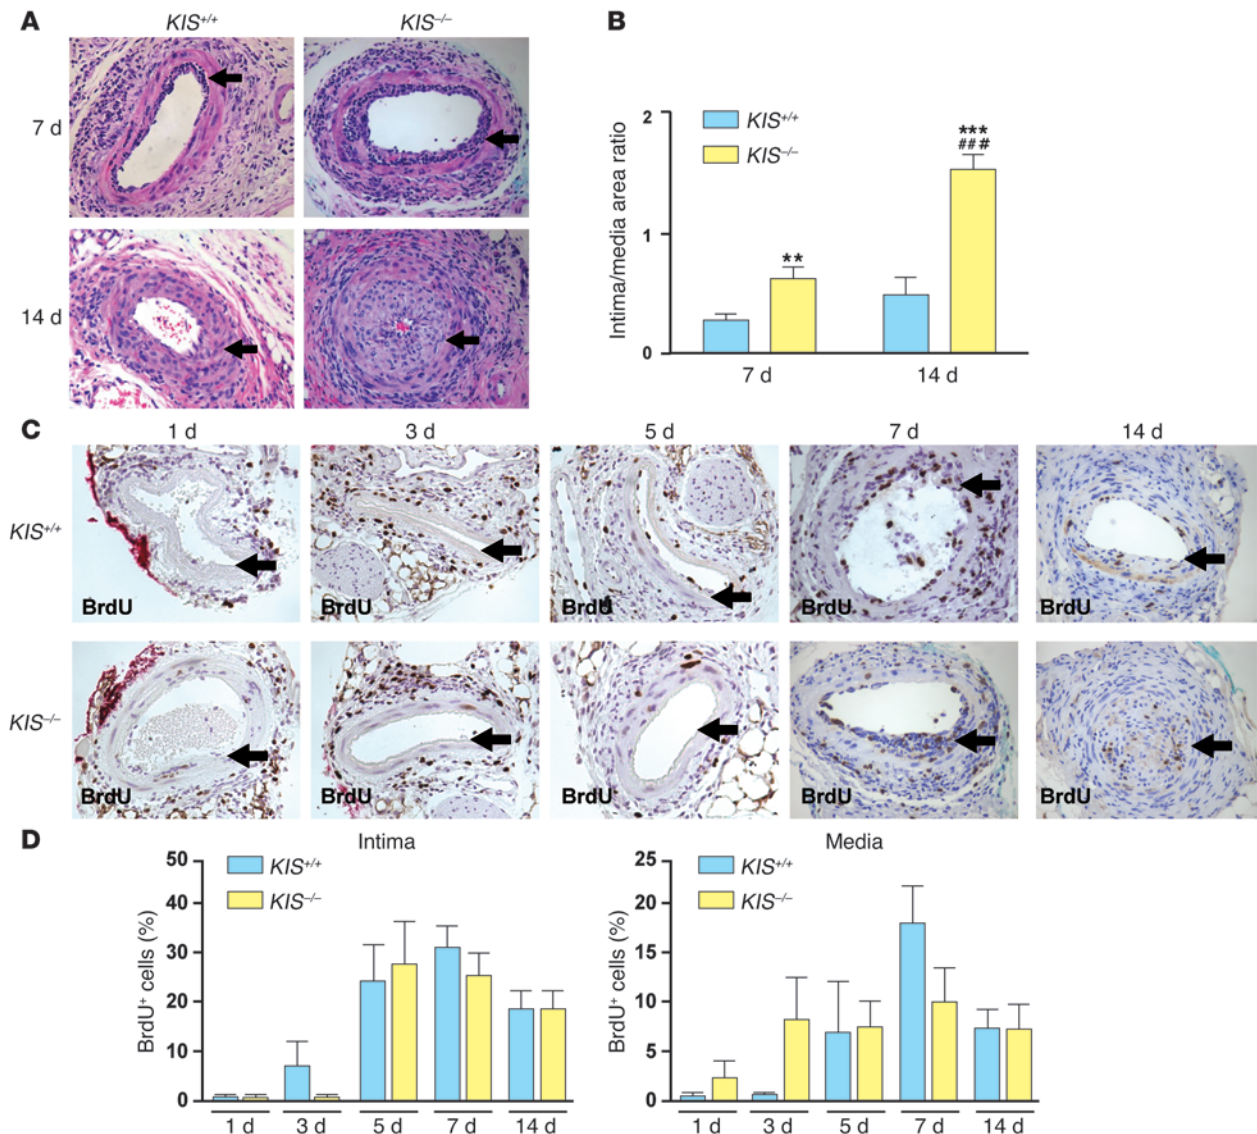 A
KIS+/+
KIS–/–
7 d
14 d
B
Intima/media area ratio
2
1
0
KIS+/+
KIS–/–
**
***
###
7 d
14 d
C
1 d
3 d
5 d
7 d
14 d
KIS+/+
BrdU
BrdU
BrdU
BrdU
BrdU
KIS–/–
BrdU
BrdU
BrdU
BrdU
BrdU
D
Intima
BrdU+ cells (%)
50
40
30
20
10
0
KIS+/+
KIS–/–
1 d
3 d
5 d
7 d
14 d
Media
BrdU+ cells (%)
25
20
15
10
5
0
KIS+/+
KIS–/–
1 d
3 d
5 d
7 d
14 d